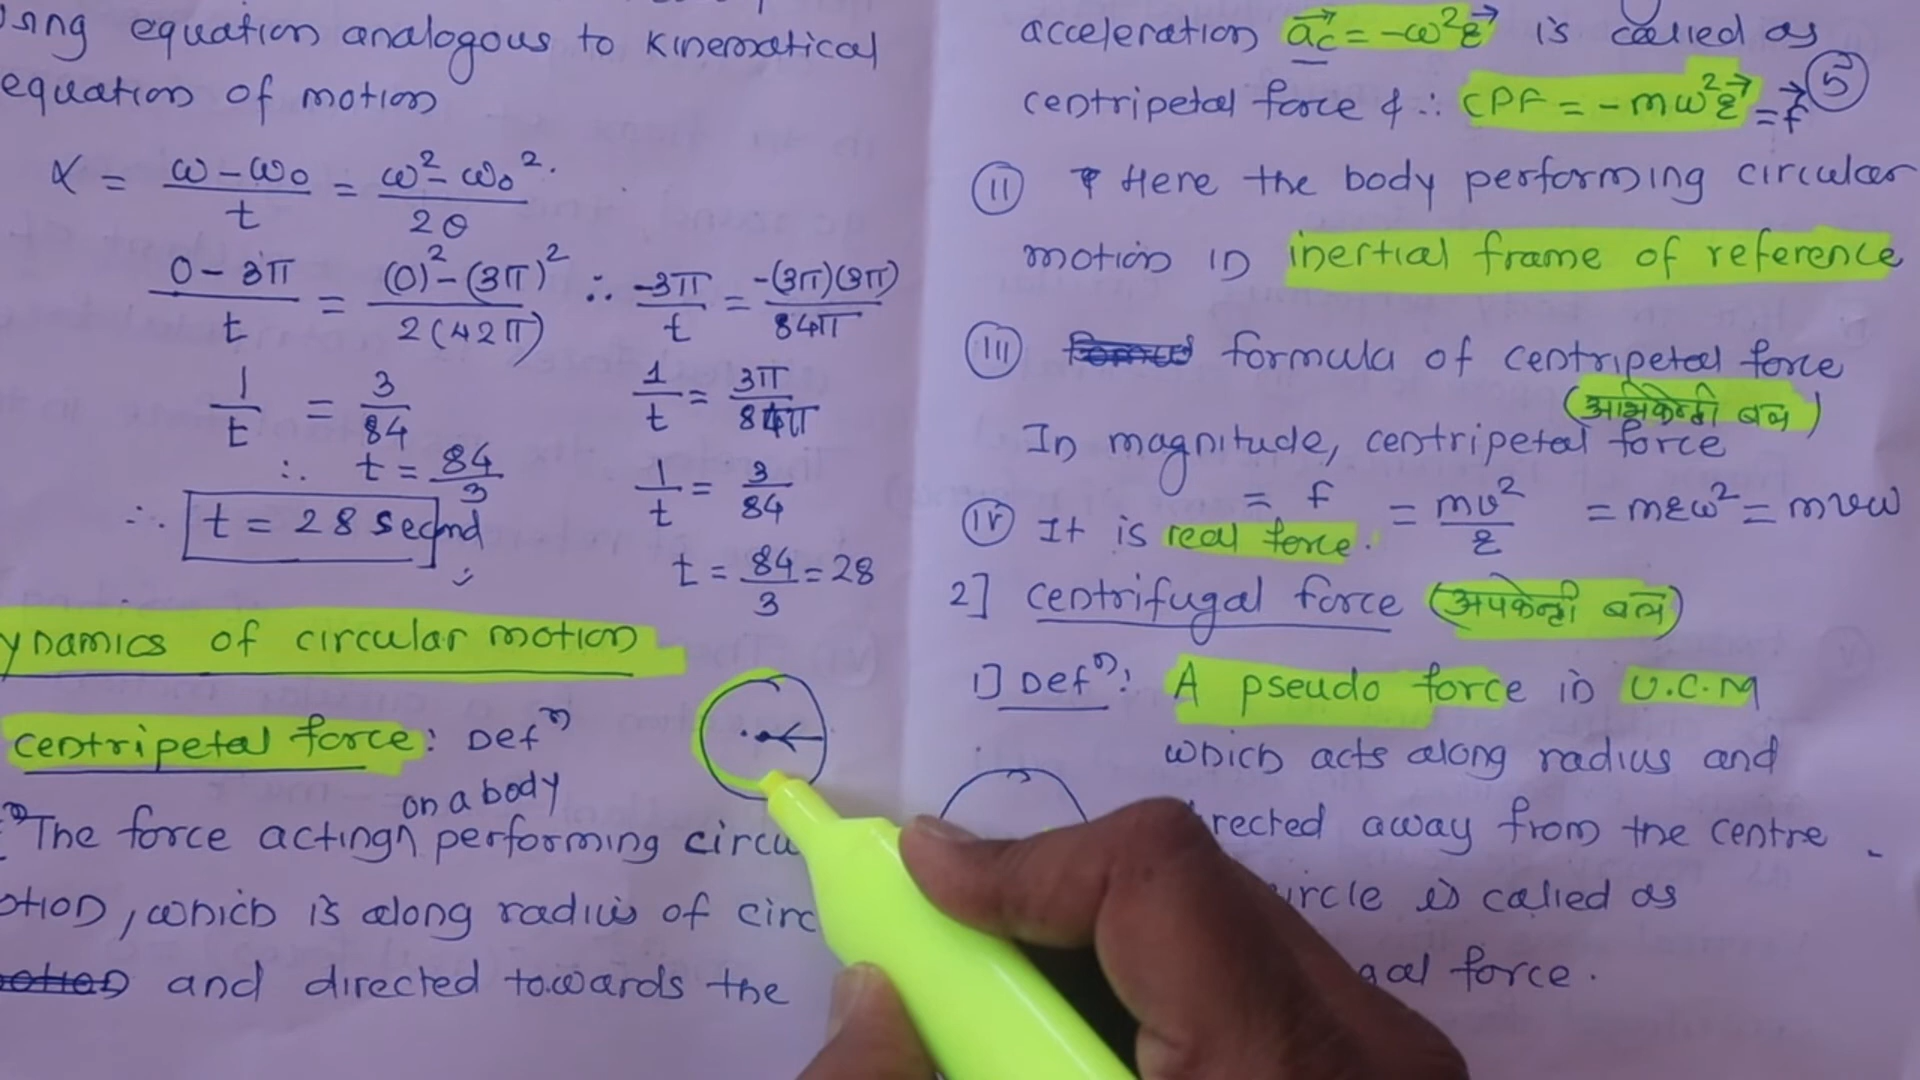 using equation analogous to kinematical
equation of motion
α = ω - ω₀ / t = ω² - ω₀² / 2θ
0 - 3π / t = (0)² - (3π)² / 2(42π) ∴ -3π / t = -(3π)(3π) / 84π
1 / t = 3 / 84
∴ t = 84 / 3
∴ t = 28 second
1 / t = 3π / 84π
1 / t = 3 / 84
t = 84 / 3 = 28
ynamics of circular motion
centripetal force : Defⁿ
on a body
The force acting performing circu
otion, which is along radius of circ
and directed towards the
acceleration a⃗c = -ω²r⃗ is called as
centripetal force & ∴ CPF = -mω²r⃗ = f⃗
5
(II) Here the body performing circular
motion in inertial frame of reference
(III) formula of centripetal force
(अभिकेन्द्री बल)
In magnitude, centripetal force
= F = mv² / r = mrω² = mvω
(IV) It is real force.
2] centrifugal force (अपकेन्द्री बल)
1] Defⁿ: A pseudo force in U.C.M
which acts along radius and
rected away from the centre
ircle is called as
gal force.